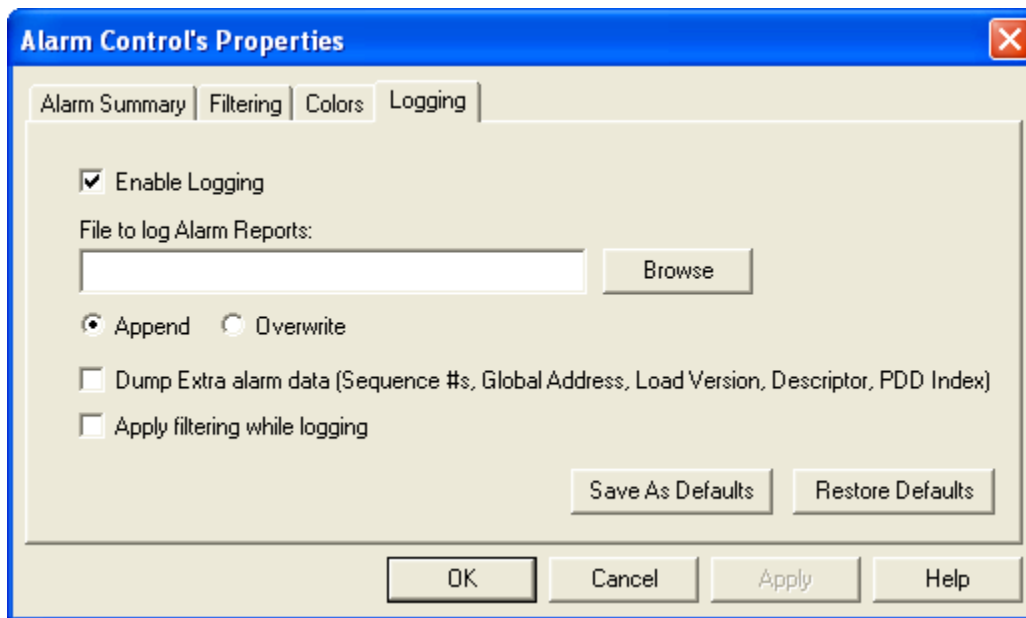 Alarm Control's Properties
Alarm Summary Filtering Colors Logging
Enable Logging
File to log Alarm Reports:
Browse
Append Overwrite
Dump Extra alarm data (Sequence #s, Global Address, Load Version, Descriptor, PDD Index)
Apply filtering while logging
Save As Defaults Restore Defaults
OK Cancel Apply Help